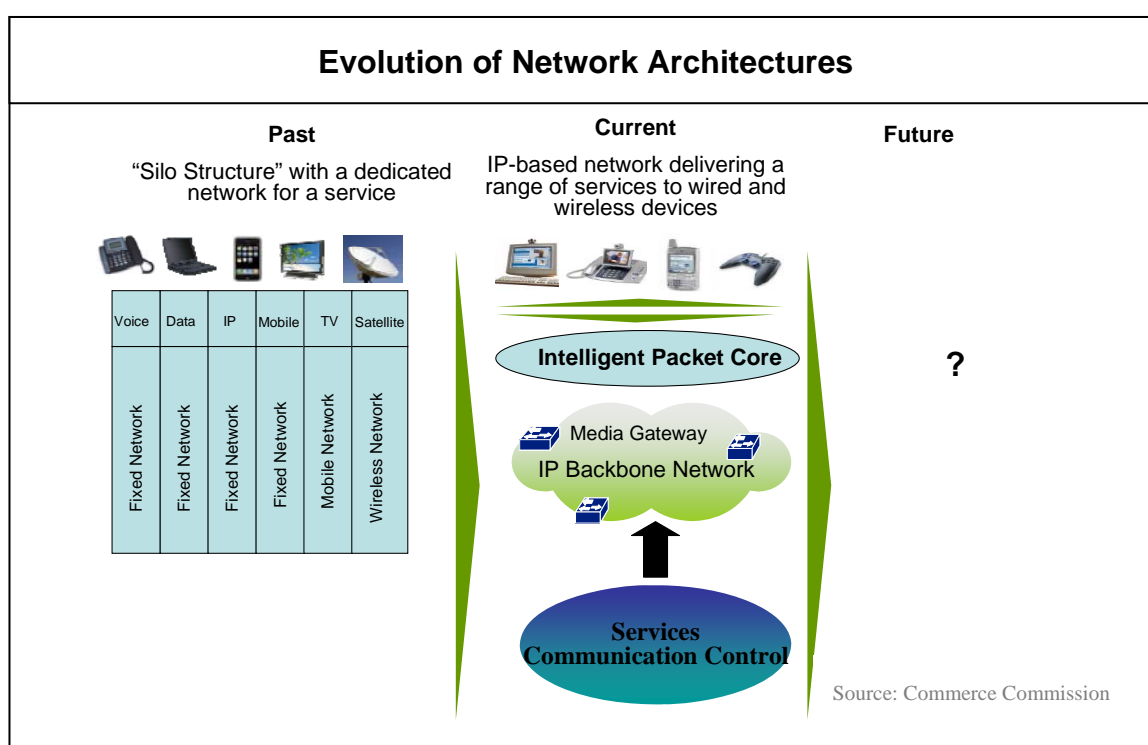 Evolution of Network Architectures
Past
“Silo Structure” with a dedicated
network for a service
Voice
Data
IP
Mobile
TV
Satellite
Fixed Network
Fixed Network
Fixed Network
Fixed Network
Mobile Network
Wireless Network
Current
IP-based network delivering a
range of services to wired and
wireless devices
Intelligent Packet Core
Media Gateway
IP Backbone Network
Services
Communication Control
Future
?
Source: Commerce Commission